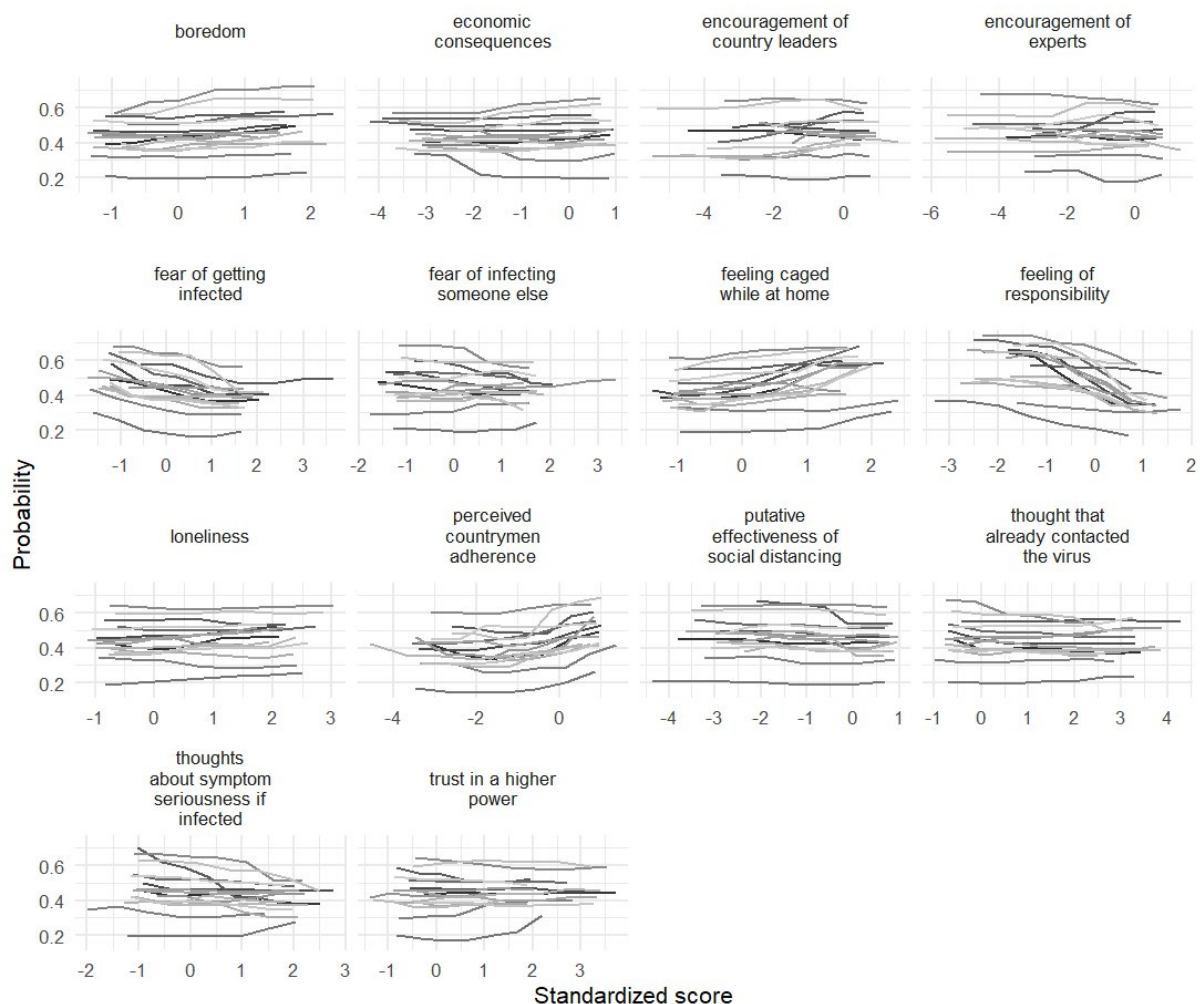 boredom
economic
consequences
encouragement of
country leaders
encouragement of
experts
0.6
0.4
0.2
-1 0 1 2
-4 -3 -2 -1 0 1
-4 -2 0
-6 -4 -2 0
fear of getting
infected
fear of infecting
someone else
feeling caged
while at home
feeling of
responsibility
0.6
0.4
0.2
-1 0 1 2 3
-2 -1 0 1 2 3
-1 0 1 2
-3 -2 -1 0 1 2
Probability
loneliness
perceived
countrymen
adherence
putative
effectiveness of
social distancing
thought that
already contacted
the virus
0.6
0.4
0.2
-1 0 1 2 3
-4 -2 0
-4 -3 -2 -1 0 1
-1 0 1 2 3 4
thoughts
about symptom
seriousness if
infected
trust in a higher
power
0.6
0.4
0.2
-2 -1 0 1 2 3
-1 0 1 2 3
Standardized score